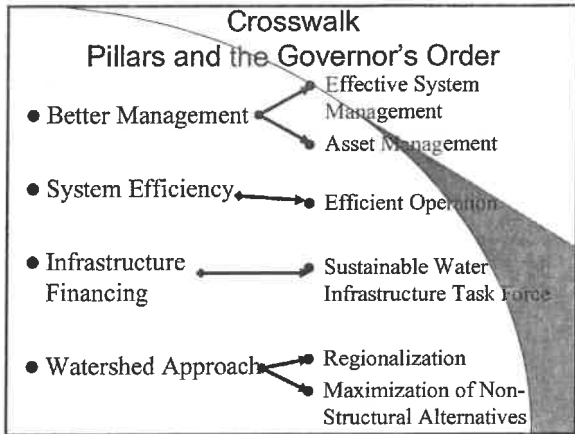 Crosswalk
Pillars and the Governor's Order
● Better Management
● Effective System
Management
● Asset Management
● System Efficiency
● Efficient Operation
● Infrastructure
Financing
● Sustainable Water
Infrastructure Task Force
● Watershed Approach
● Regionalization
● Maximization of Non-
Structural Alternatives